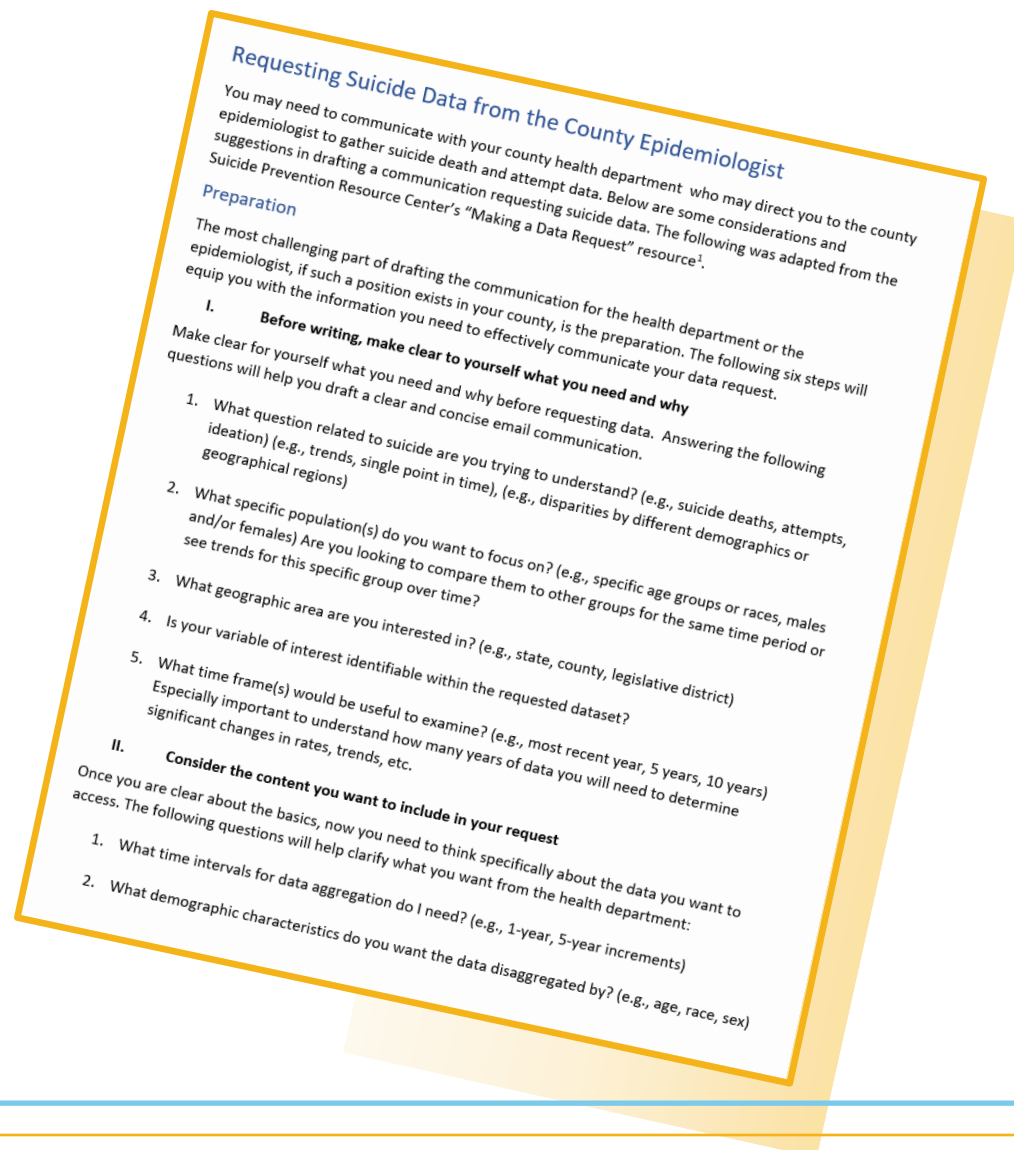 Requesting Suicide Data from the County Epidemiologist
You may need to communicate with your county health department  who may direct you to the county
epidemiologist to gather suicide death and attempt data. Below are some considerations and
suggestions in drafting a communication requesting suicide data. The following was adapted from the
Suicide Prevention Resource Center's “Making a Data Request” resource¹.
Preparation
The most challenging part of drafting the communication for the health department or the
epidemiologist, if such a position exists in your county, is the preparation. The following six steps will
equip you with the information you need to effectively communicate your data request.
I. Before writing, make clear to yourself what you need and why
Make clear for yourself what you need and why before requesting data.  Answering the following
questions will help you draft a clear and concise email communication.
1. What question related to suicide are you trying to understand? (e.g., suicide deaths, attempts,
ideation) (e.g., trends, single point in time), (e.g., disparities by different demographics or
geographical regions)
2. What specific population(s) do you want to focus on? (e.g., specific age groups or races, males
and/or females) Are you looking to compare them to other groups for the same time period or
see trends for this specific group over time?
3. What geographic area are you interested in? (e.g., state, county, legislative district)
4. Is your variable of interest identifiable within the requested dataset?
5. What time frame(s) would be useful to examine? (e.g., most recent year, 5 years, 10 years)
Especially important to understand how many years of data you will need to determine
significant changes in rates, trends, etc.
II. Consider the content you want to include in your request
Once you are clear about the basics, now you need to think specifically about the data you want to
access. The following questions will help clarify what you want from the health department:
1. What time intervals for data aggregation do I need? (e.g., 1-year, 5-year increments)
2. What demographic characteristics do you want the data disaggregated by? (e.g., age, race, sex)